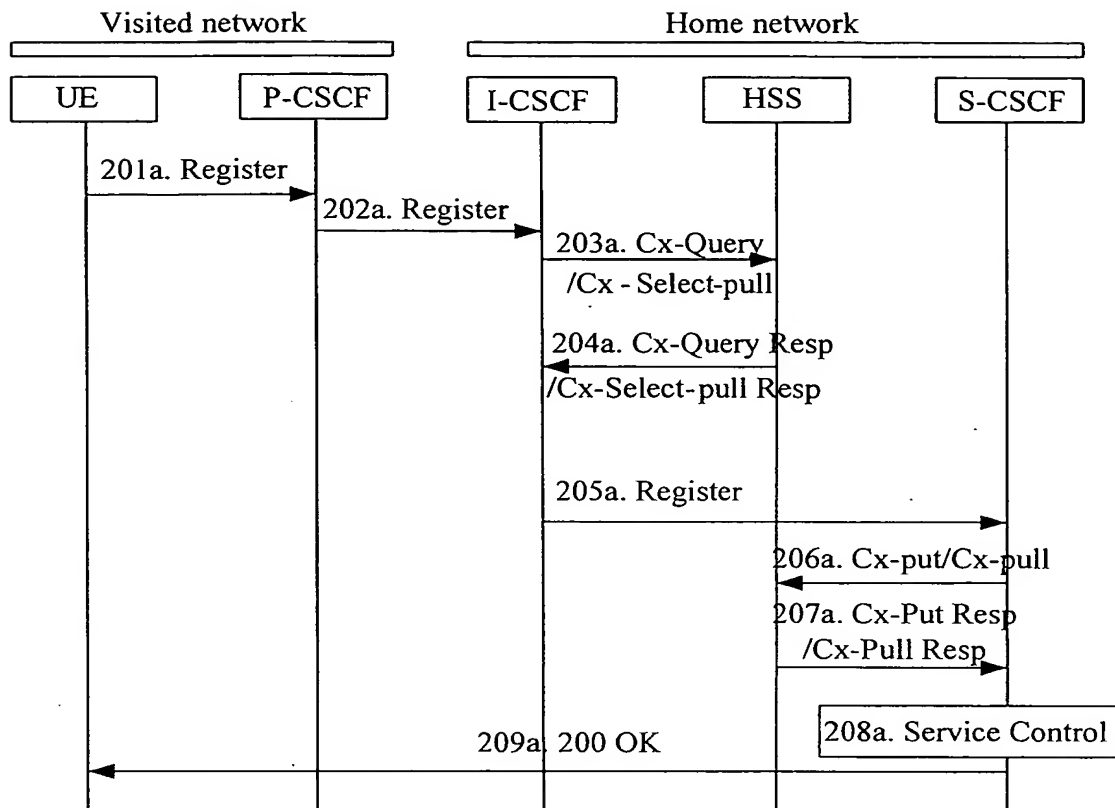 Visited network
Home network
UE
P-CSCF
I-CSCF
HSS
S-CSCF
201a. Register
202a. Register
203a. Cx-Query
/Cx - Select-pull
204a. Cx-Query Resp
/Cx-Select-pull Resp
205a. Register
206a. Cx-put/Cx-pull
207a. Cx-Put Resp
/Cx-Pull Resp
208a. Service Control
209a. 200 OK